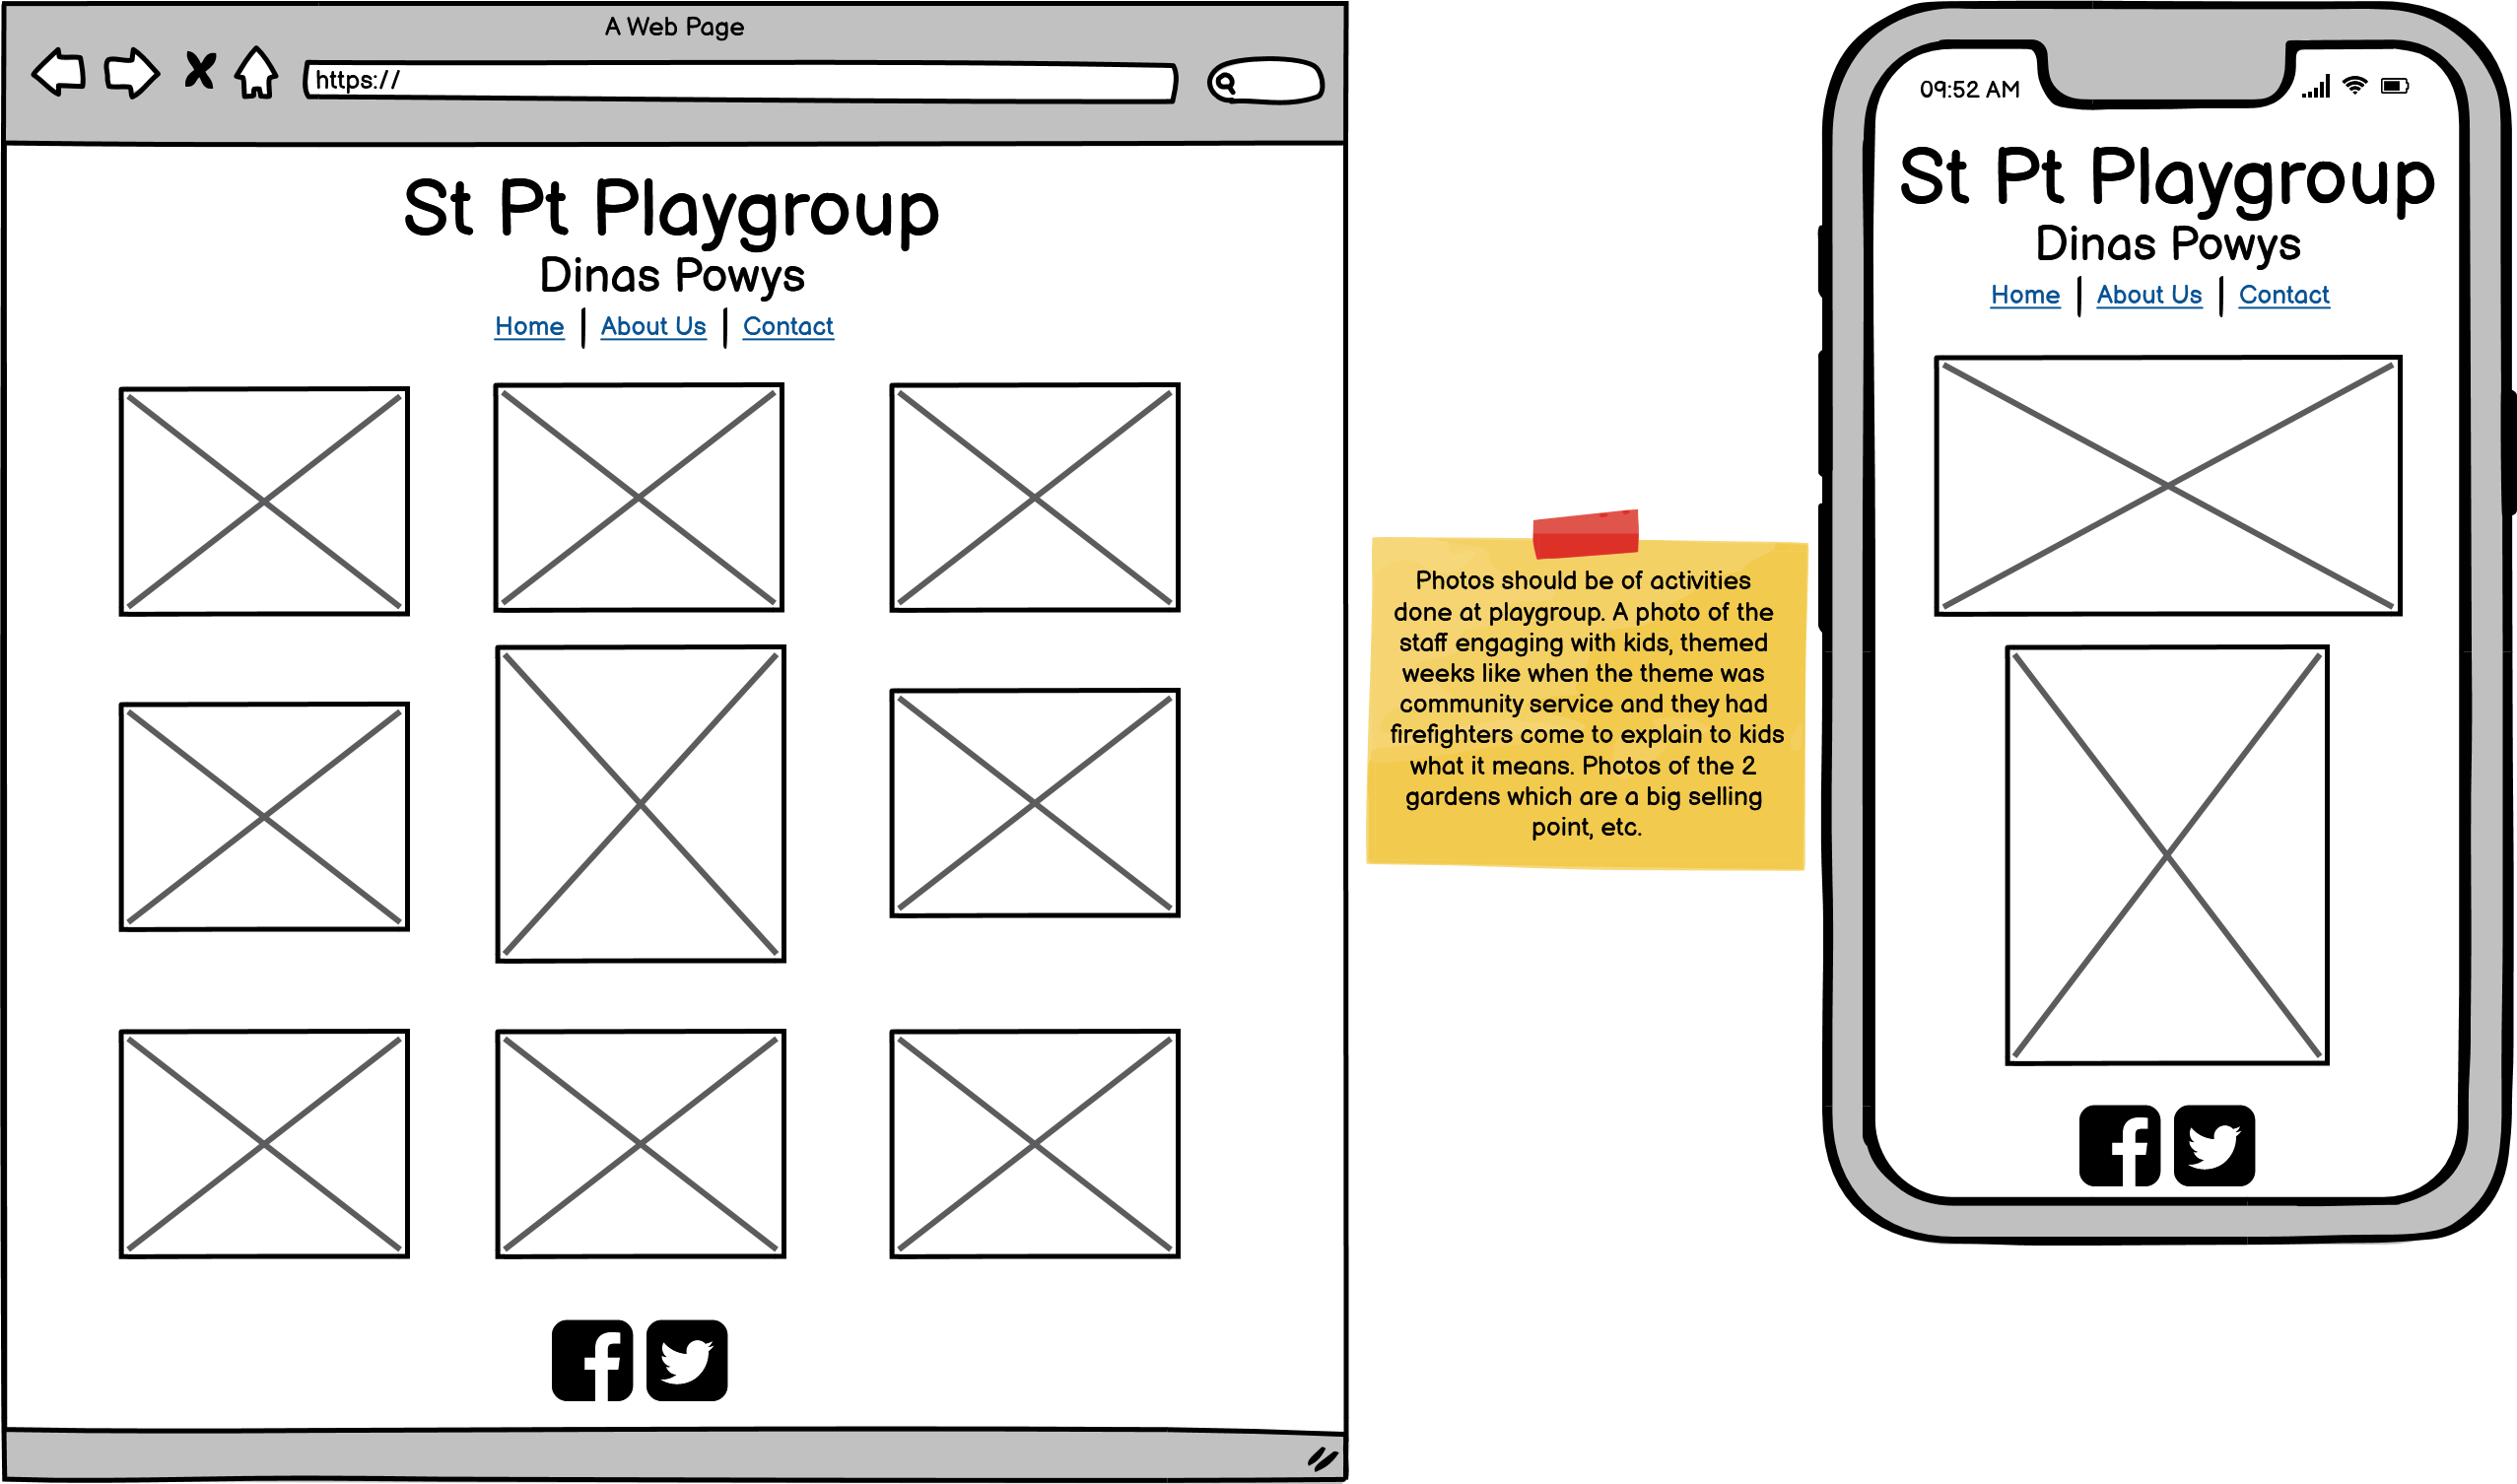 A Web Page
https://
St Pt Playgroup
Dinas Powys
Home | About Us | Contact
Photos should be of activities
done at playgroup. A photo of the
staff engaging with kids, themed
weeks like when the theme was
community service and they had
firefighters come to explain to kids
what it means. Photos of the 2
gardens which are a big selling
point, etc.
09:52 AM
St Pt Playgroup
Dinas Powys
Home | About Us | Contact